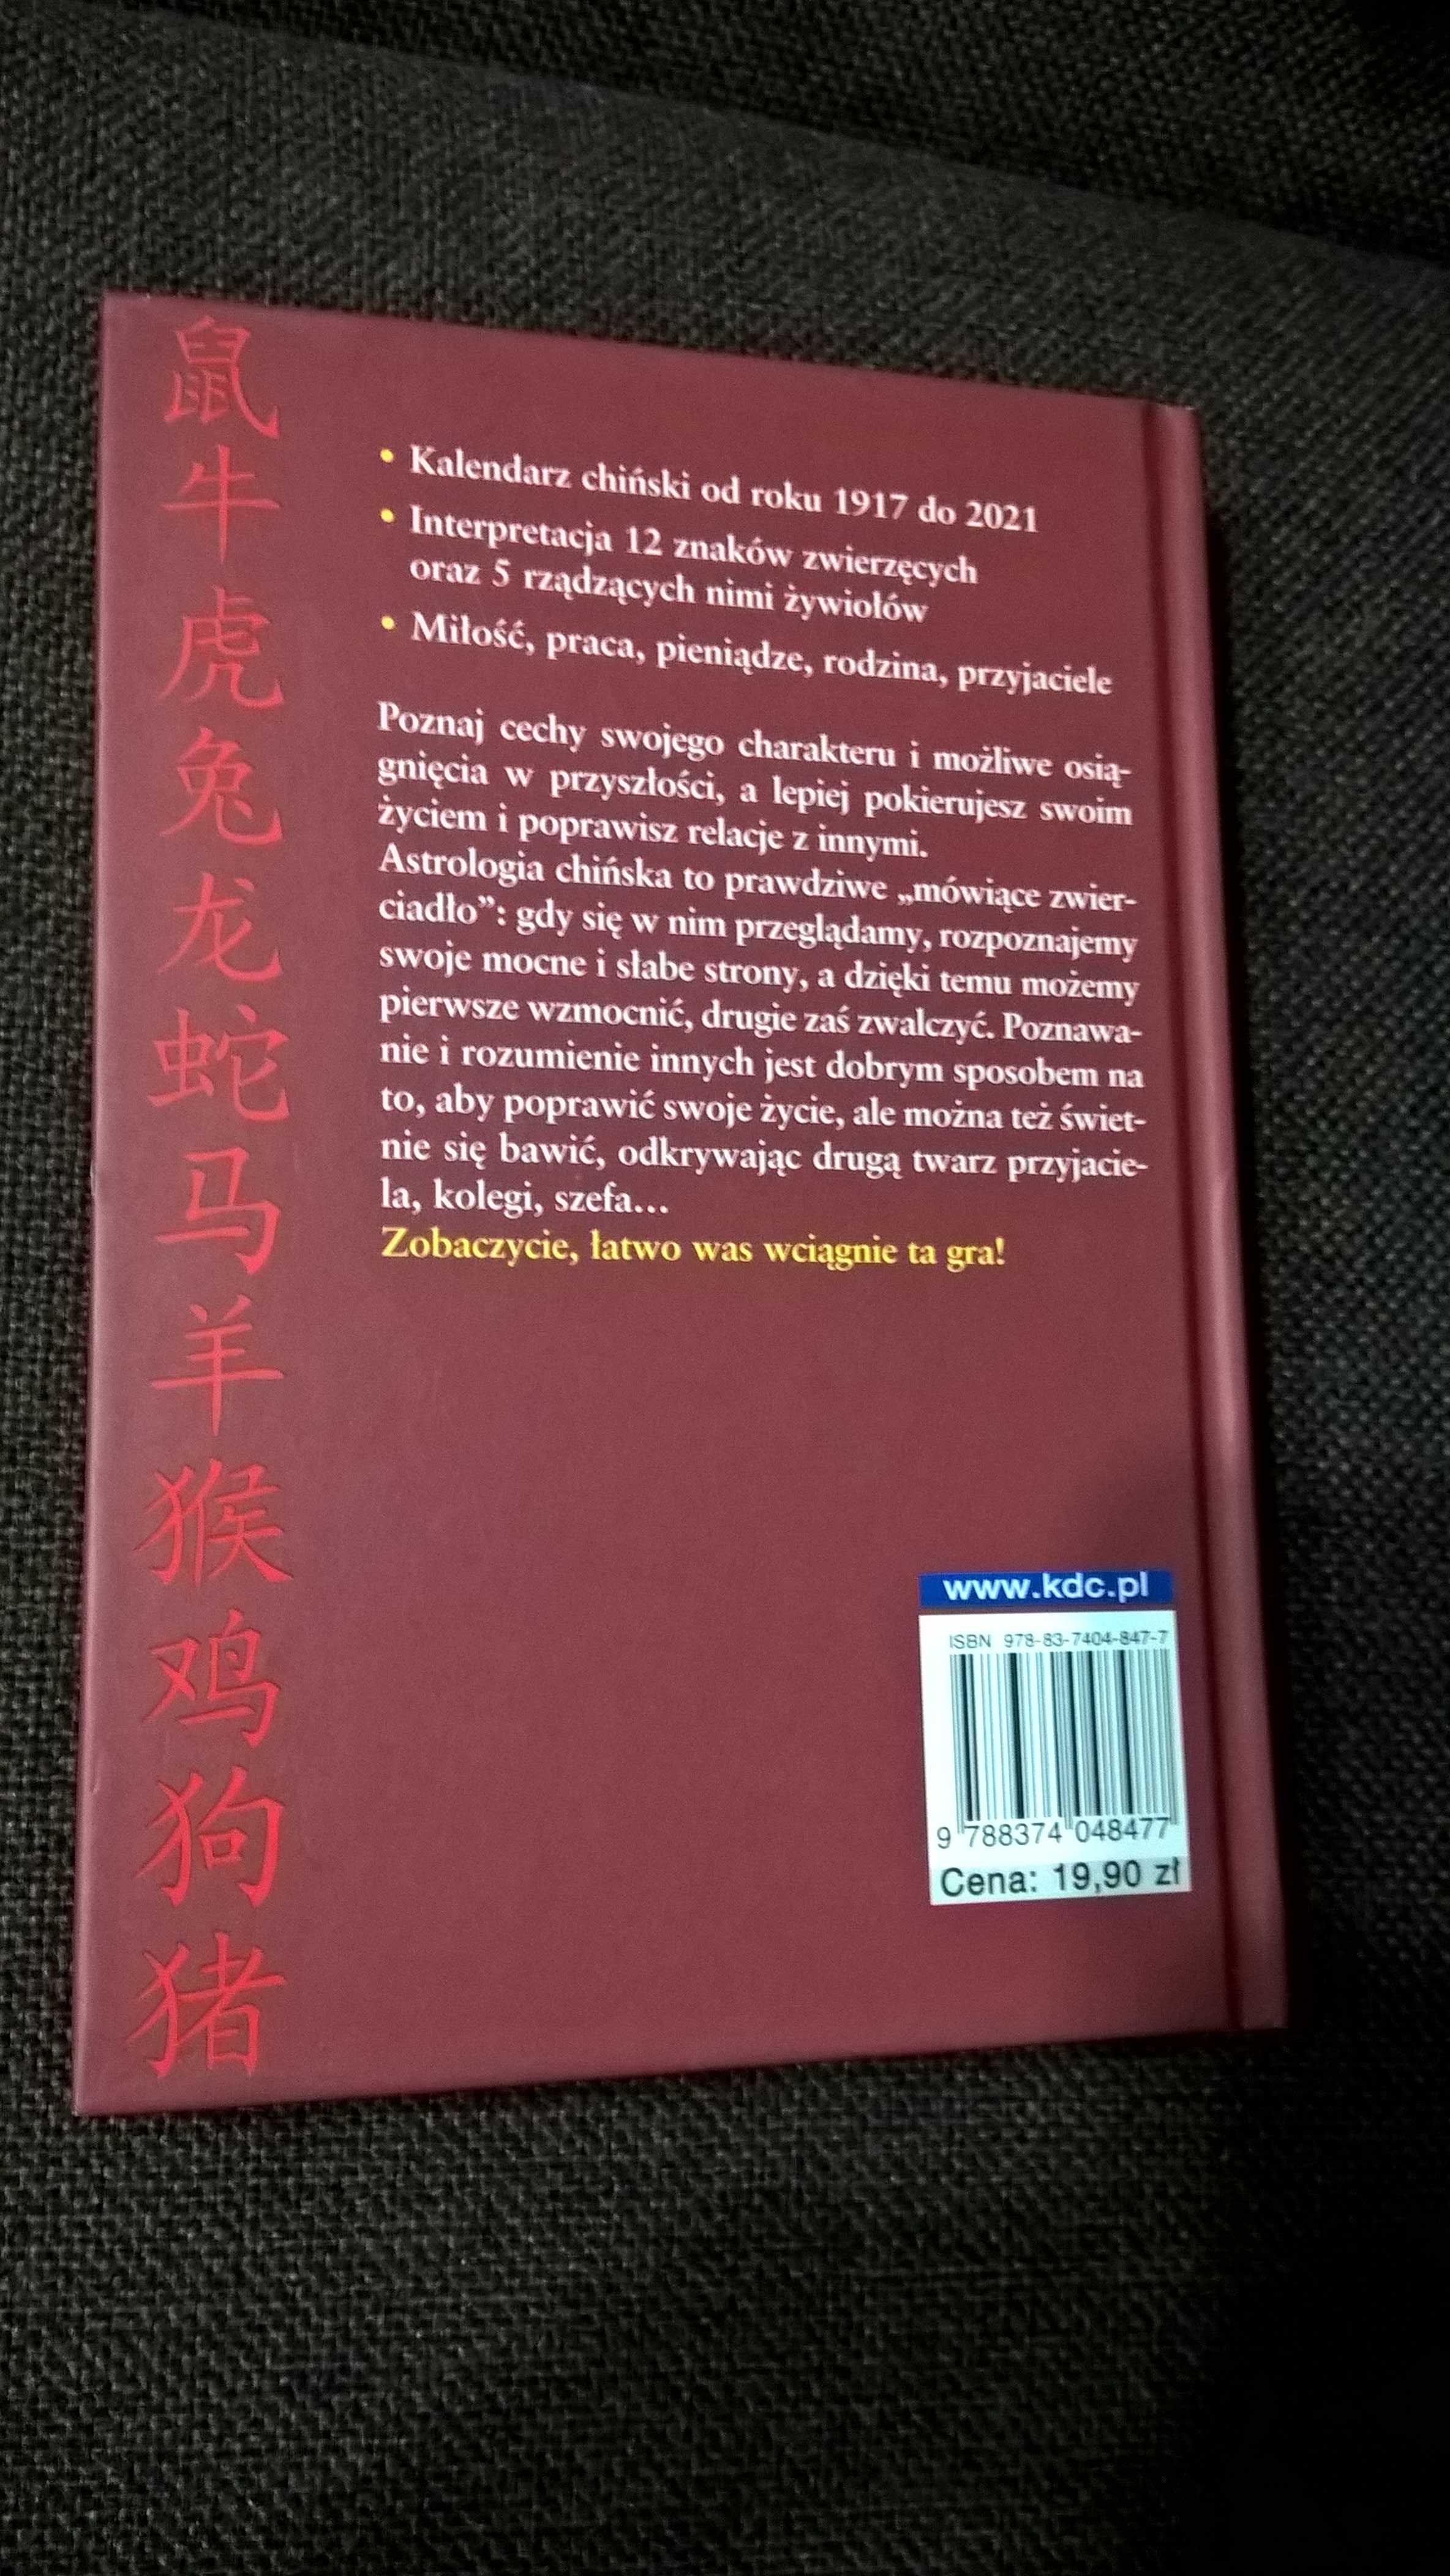 鼠
牛
虎
兔
龙
蛇
马
羊
猴
鸡
狗
猪
• Kalendarz chiński od roku 1917 do 2021
• Interpretacja 12 znaków zwierzęcych
oraz 5 rządzących nimi żywiołów
• Miłość, praca, pieniądze, rodzina, przyjaciele
Poznaj cechy swojego charakteru i możliwe osią-
gnięcia w przyszłości, a lepiej pokierujesz swoim
życiem i poprawisz relacje z innymi.
Astrologia chińska to prawdziwe „mówiące zwier-
ciadło”: gdy się w nim przeglądamy, rozpoznajemy
swoje mocne i słabe strony, a dzięki temu możemy
pierwsze wzmocnić, drugie zaś zwalczyć. Poznawa-
nie i rozumienie innych jest dobrym sposobem na
to, aby poprawić swoje życie, ale można też świet-
nie się bawić, odkrywając drugą twarz przyjacie-
la, kolegi, szefa...
Zobaczycie, łatwo was wciągnie ta gra!
www.kdc.pl
ISBN 978-83-7404-847-7
9 788374 048477
Cena: 19,90 zł